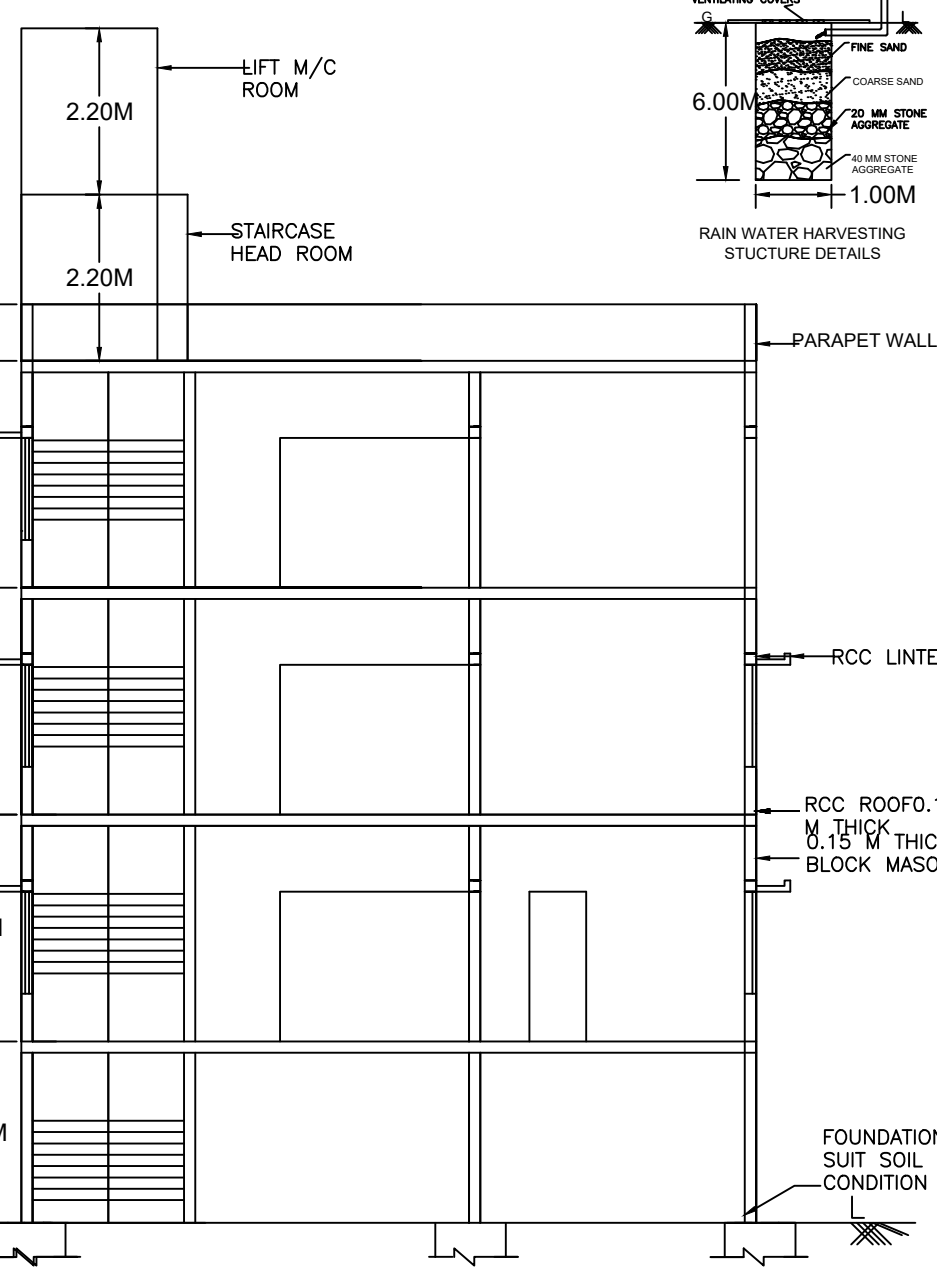 VENTILATING COVERS
G
L
FINE SAND
6.00M
COARSE SAND
20 MM STONE
AGGREGATE
40 MM STONE
AGGREGATE
1.00M
RAIN WATER HARVESTING
STUCTURE DETAILS
LIFT M/C
ROOM
2.20M
STAIRCASE
HEAD ROOM
2.20M
PARAPET WALL
RCC LINTE
RCC ROOF0.1
M THICK
0.15 M THIC
BLOCK MASO
M
FOUNDATION
SUIT SOIL
CONDITION
L